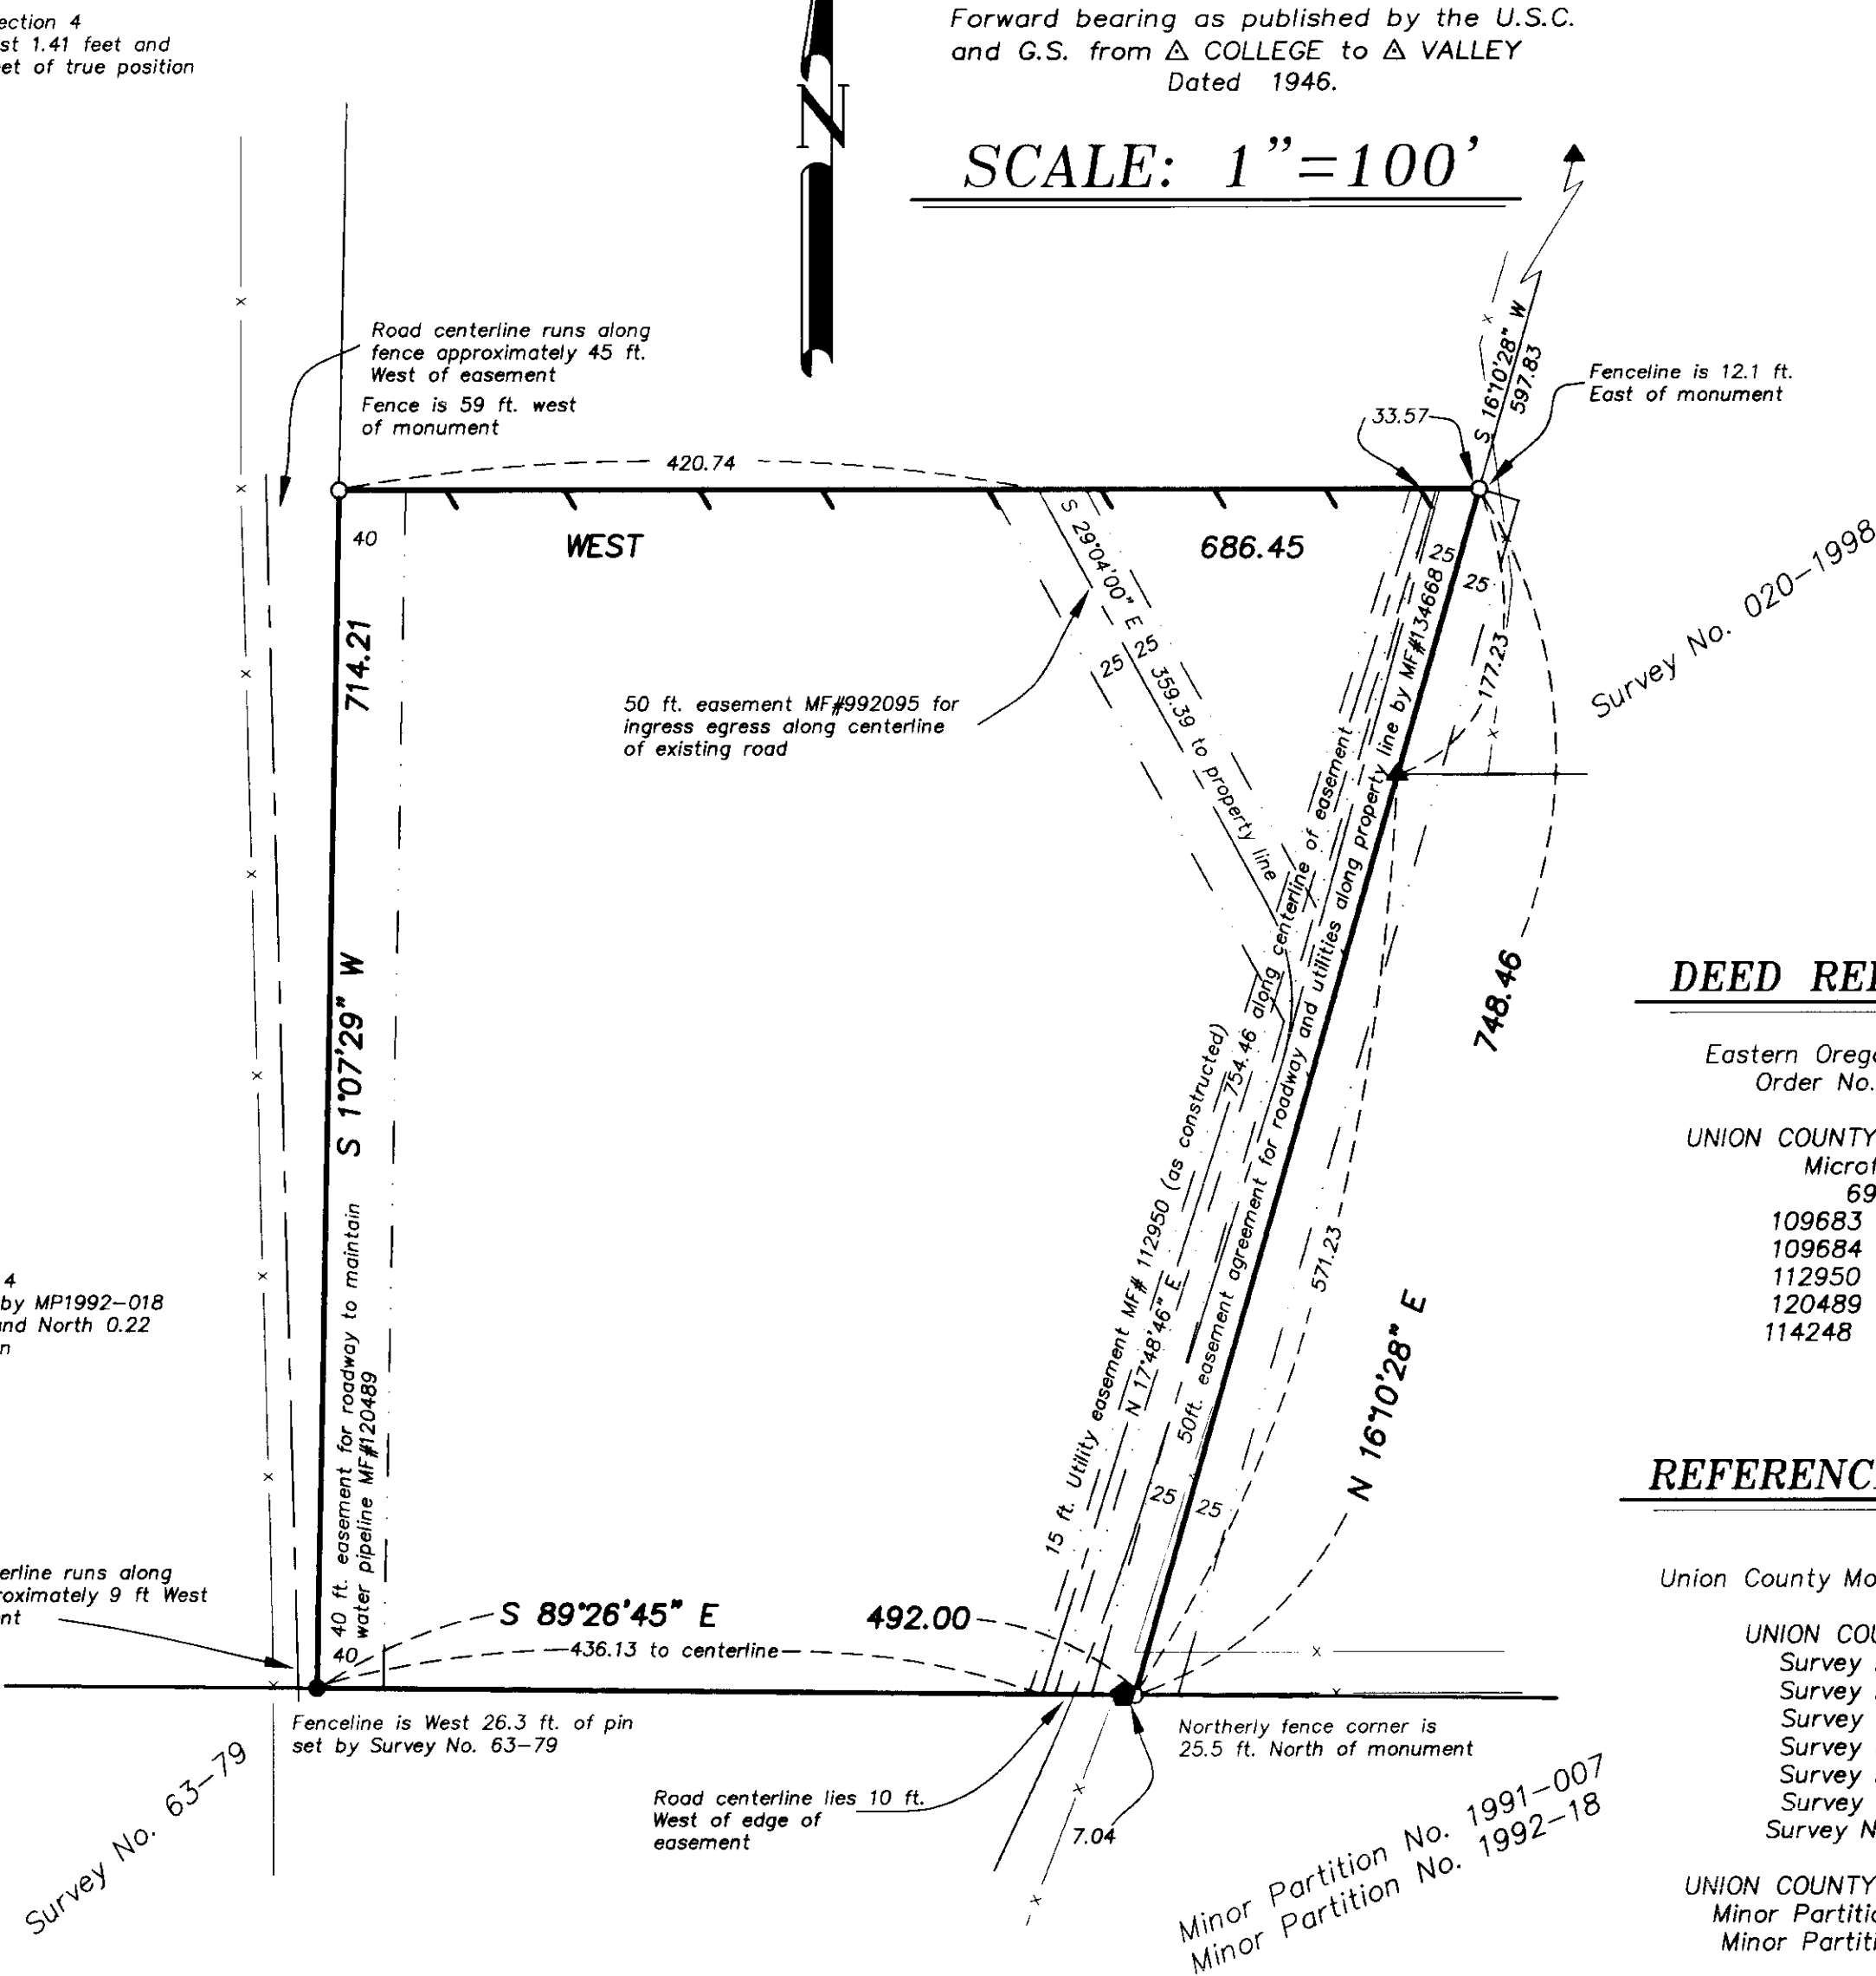 ection 4
st 1.41 feet and
et of true position
N
Forward bearing as published by the U.S.C.
and G.S. from △ COLLEGE to △ VALLEY
Dated 1946.
SCALE: 1"=100'
Road centerline runs along
fence approximately 45 ft.
West of easement
Fence is 59 ft. west
of monument
S 16°10'28" W
597.83
Fenceline is 12.1 ft.
East of monument
33.57
420.74
40
WEST
686.45
S 29°04'00" E
359.39 to property line
25 25
25
25
177.23
Survey No. 020-1998
714.21
S 1°07'29" W
50 ft. easement MF#992095 for
ingress egress along centerline
of existing road
748.46
N 16°10'28" E
571.23
15 ft. Utility easement MF# 112950 (as constructed)
N 17°48'46" E
754.46 along centerline of easement
50ft. easement agreement for roadway and utilities along property line by MF#134668
25
25
40 ft. easement for roadway to maintain
water pipeline MF#120489
40
DEED REF
Eastern Orego
Order No.
UNION COUNTY
Microf
69
109683
109684
112950
120489
114248
4
by MP1992-018
and North 0.22
n
REFERENC
Union County Mo
UNION COU
Survey
Survey
Survey
Survey
Survey
Survey
Survey N
UNION COUNTY
Minor Partitio
Minor Partiti
erline runs along
roximately 9 ft West
nt
S 89°26'45" E
492.00
436.13 to centerline
Fenceline is West 26.3 ft. of pin
set by Survey No. 63-79
Survey No. 63-79
Road centerline lies 10 ft.
West of edge of
easement
7.04
Northerly fence corner is
25.5 ft. North of monument
Minor Partition No. 1991-007
Minor Partition No. 1992-18